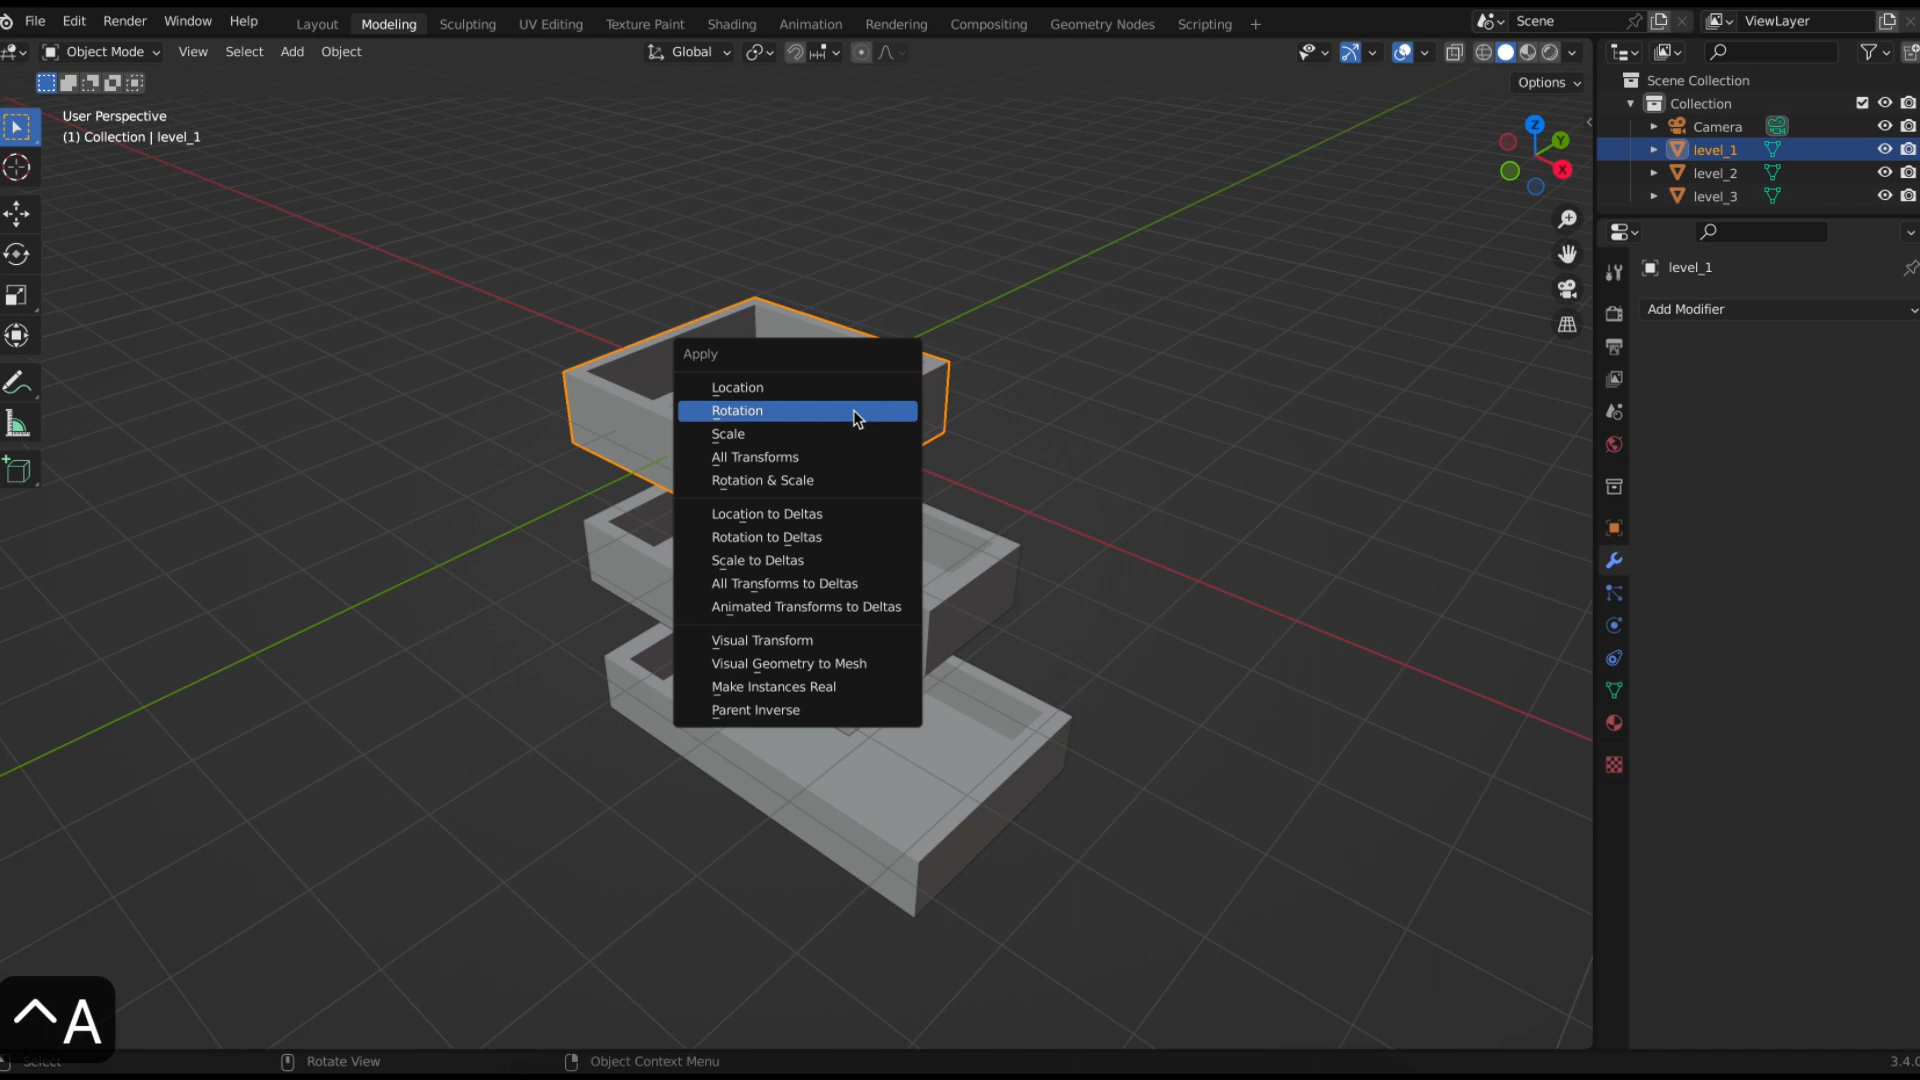 File Edit Render Window Help Layout Modeling Sculpting UV Editing Texture Paint Shading Animation Rendering Compositing Geometry Nodes Scripting + Scene ViewLayer
Object Mode View Select Add Object Global
Options
User Perspective
(1) Collection | level_1
Z
Y
X
Scene Collection
Collection
Camera
level_1
level_2
level_3
level_1
Add Modifier
Apply
Location
Rotation
Scale
All Transforms
Rotation & Scale
Location to Deltas
Rotation to Deltas
Scale to Deltas
All Transforms to Deltas
Animated Transforms to Deltas
Visual Transform
Visual Geometry to Mesh
Make Instances Real
Parent Inverse
^A
Select Rotate View Object Context Menu 3.4.0